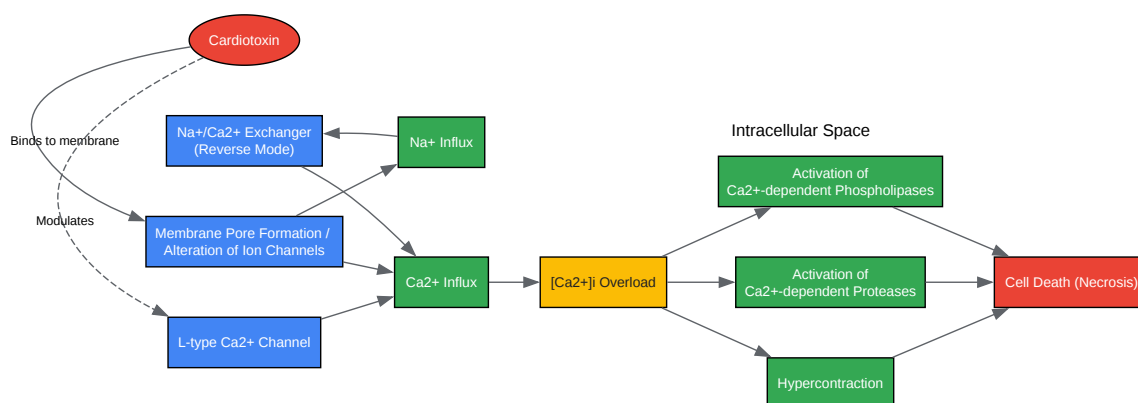 Cardiotoxin
Binds to membrane
Modulates
Na+/Ca2+ Exchanger
(Reverse Mode)
Na+ Influx
Membrane Pore Formation /
Alteration of Ion Channels
Ca2+ Influx
L-type Ca2+ Channel
[Ca2+]i Overload
Intracellular Space
Activation of
Ca2+-dependent Phospholipases
Activation of
Ca2+-dependent Proteases
Hypercontraction
Cell Death (Necrosis)